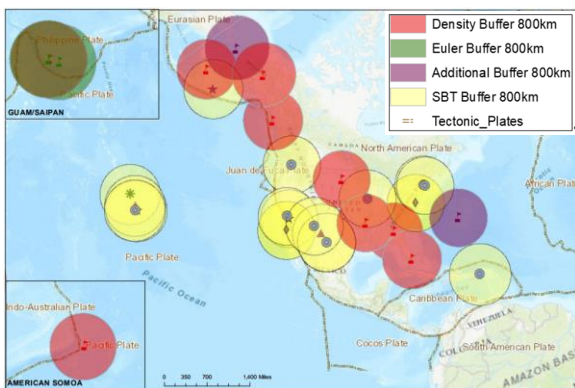 Eurasian Plate
Philippine Plate
Pacific Plate
GUAM/SAIPAN
Density Buffer 800km
Euler Buffer 800km
Additional Buffer 800km
SBT Buffer 800km
Tectonic_Plates
CANADA
North American Plate
Juan de Fuca Plate
African Plate
Pacific Plate
Pacific Ocean
Caribbean Plate
Indo-Australian Plate
Pacific Plate
AMERICAN SOMOA
VENEZUELA
Cocos Plate
South American Plate
AMAZON BAS
0 350 700 1,400 Miles